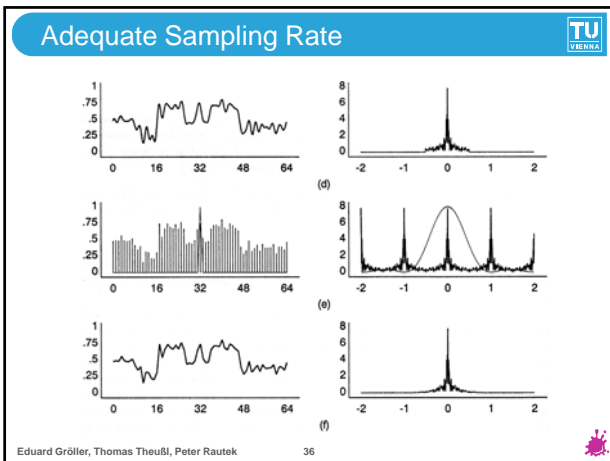 Adequate Sampling Rate
TU
VIENNA
1
.75
.5
.25
0
0 16 32 48 64
8
6
4
2
0
-2 -1 0 1 2
(d)
1
.75
.5
.25
0
0 16 32 48 64
8
6
4
2
0
-2 -1 0 1 2
(e)
1
.75
.5
.25
0
0 16 32 48 64
8
6
4
2
0
-2 -1 0 1 2
(f)
Eduard Gröller, Thomas Theußl, Peter Rautek 36